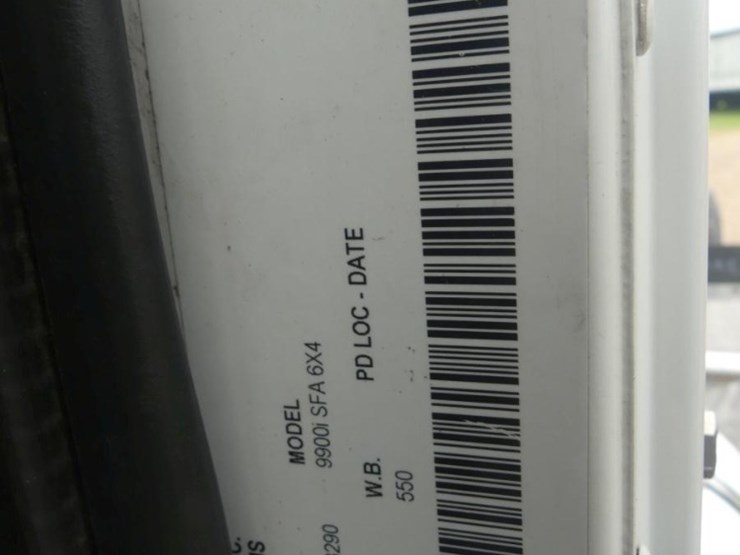 MODEL
9900i SFA 6X4
W.B. PD LOC - DATE
550